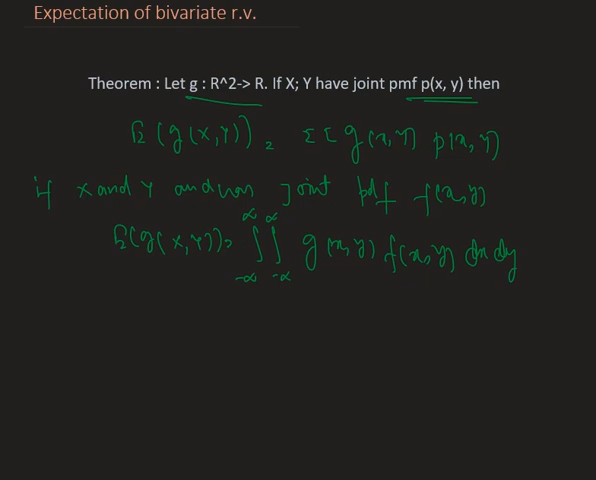 Expectation of bivariate r.v.
Theorem : Let g : R^2-> R. If X; Y have joint pmf p(x, y) then
E(g(X,Y)) = ΣΣ g(x,y) p(x,y)
if x and y and joint pdf f(x,y)
E(g(X,Y)) = ∫∫ g(x,y) f(x,y) dx dy
∞ ∞
-∞ -∞